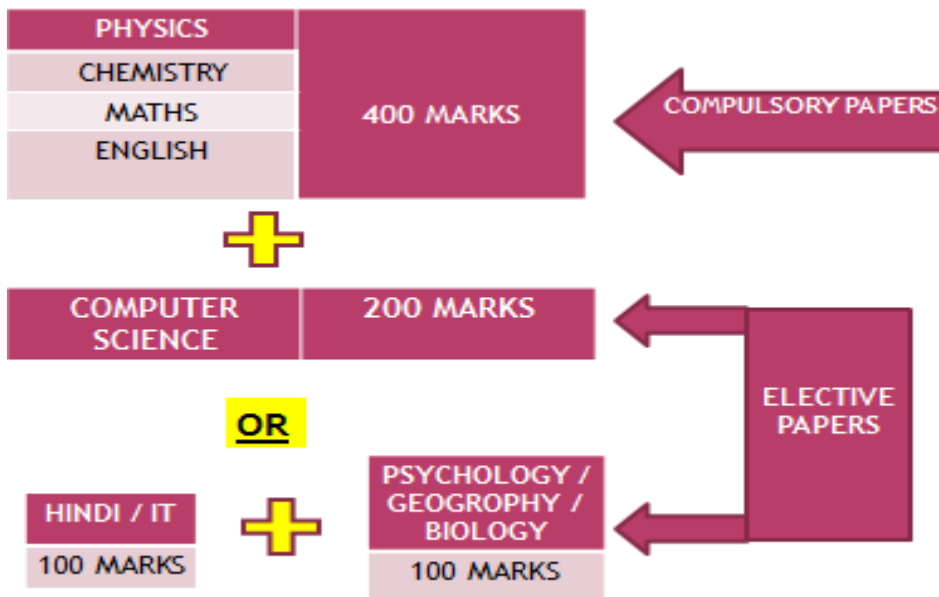 PHYSICS
CHEMISTRY
MATHS
ENGLISH
400 MARKS
COMPULSORY PAPERS
COMPUTER
SCIENCE
200 MARKS
ELECTIVE
PAPERS
OR
HINDI / IT
100 MARKS
PSYCHOLOGY /
GEOGRAPHY /
BIOLOGY
100 MARKS